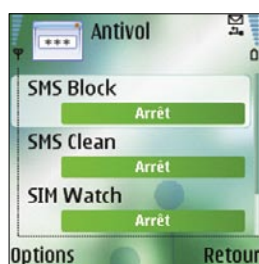 ***
Antivol
SMS Block
Arrêt
SMS Clean
Arrêt
SIM Watch
Arrêt
Options Retour